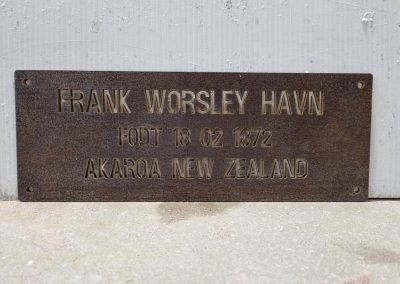 FRANK WORSLEY HAVN
FODT 18 02 1872
AKAROA NEW ZEALAND